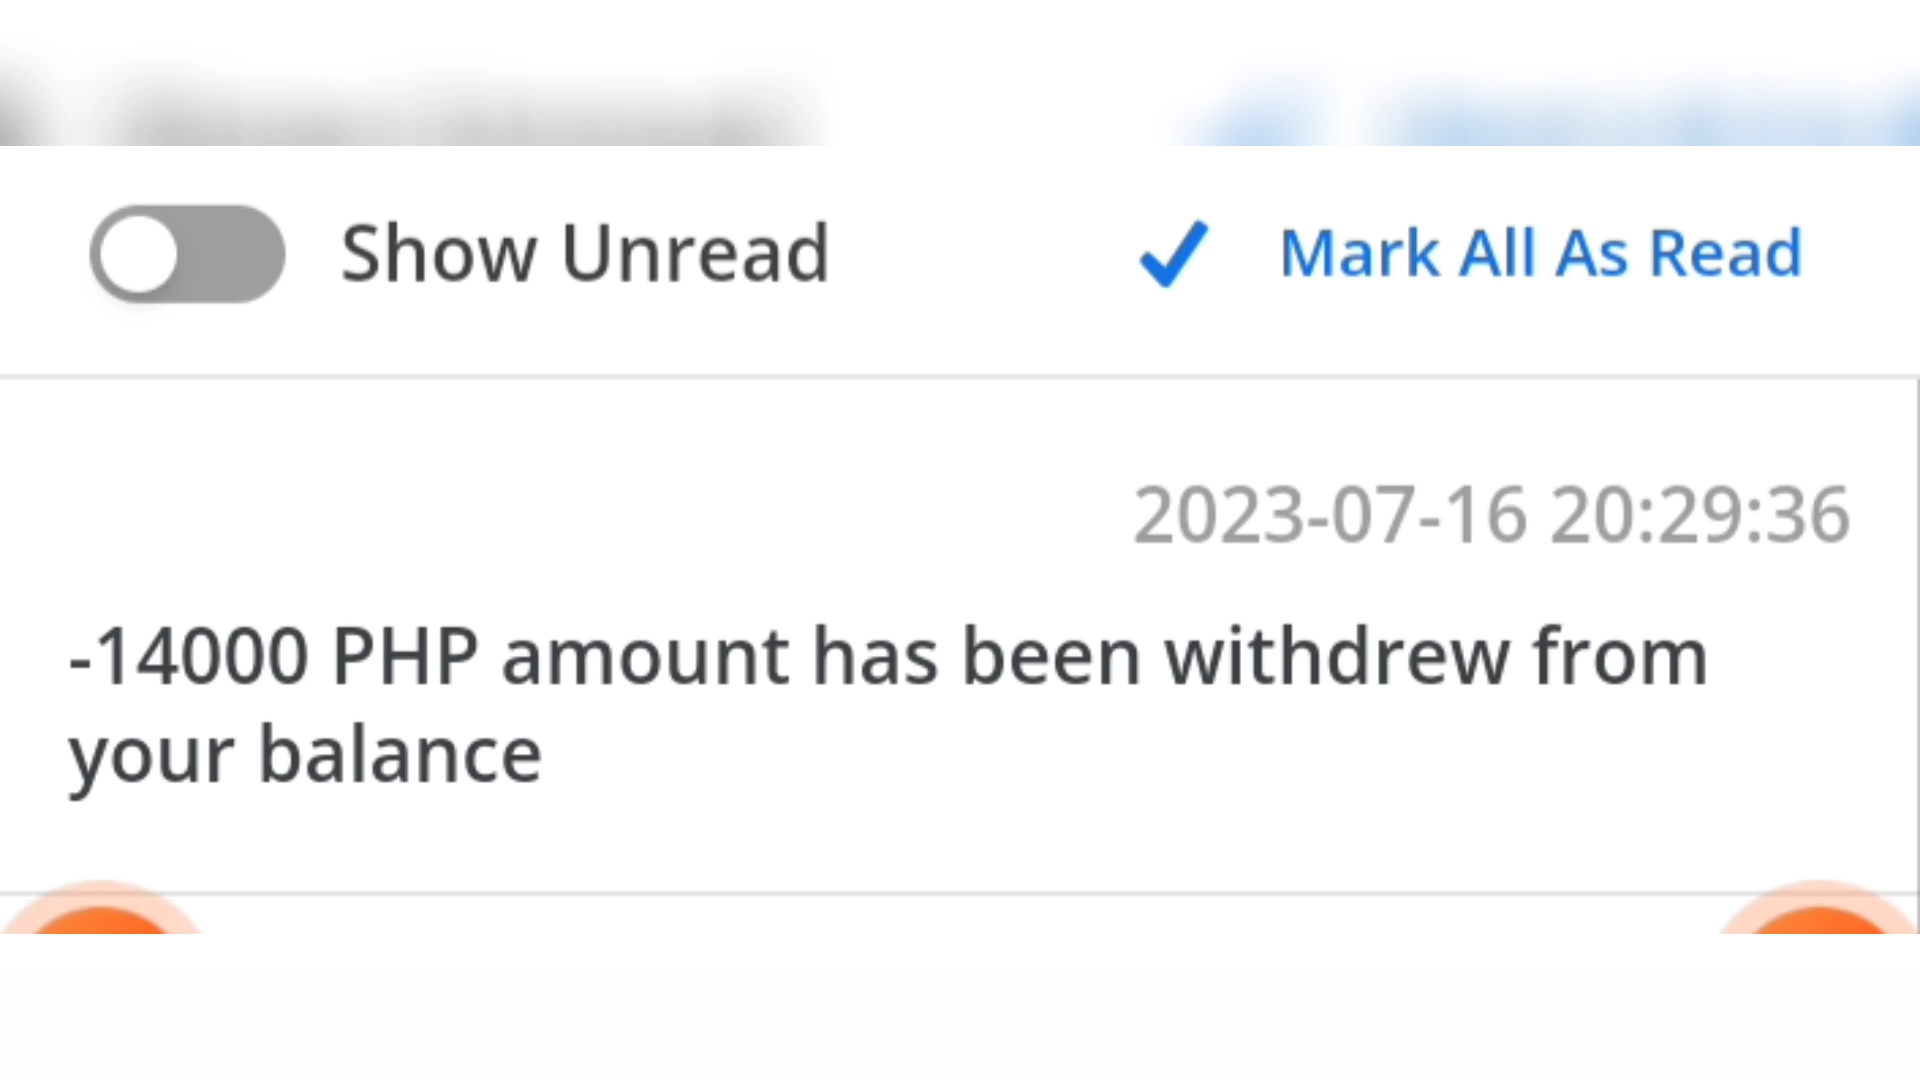 Show Unread
Mark All As Read
2023-07-16 20:29:36
-14000 PHP amount has been withdrew from
your balance